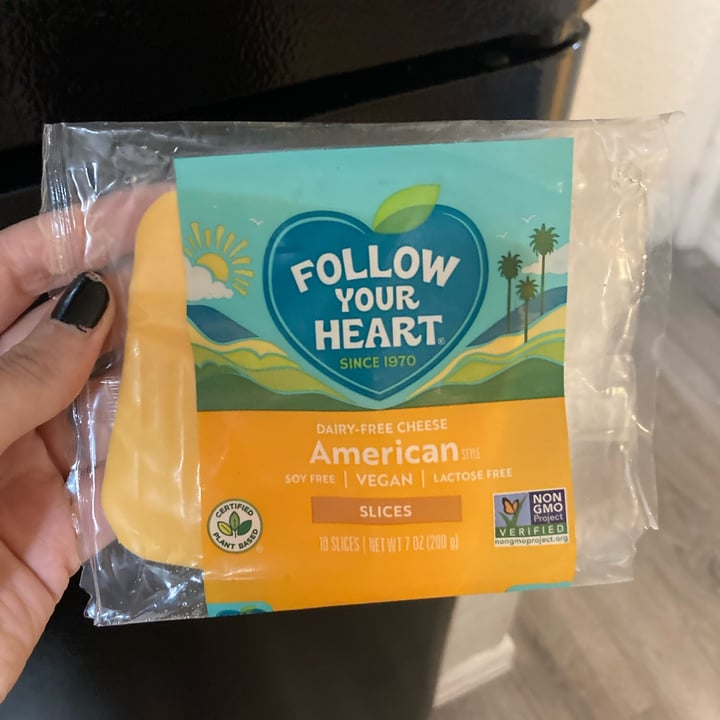 FOLLOW
YOUR
HEART®
SINCE 1970
DAIRY-FREE CHEESE
American STYLE
SOY FREE | VEGAN | LACTOSE FREE
SLICES
10 SLICES | NET WT 7 OZ (200 g)
CERTIFIED
PLANT BASED
NON
GMO
Project
VERIFIED
nongmoproject.org